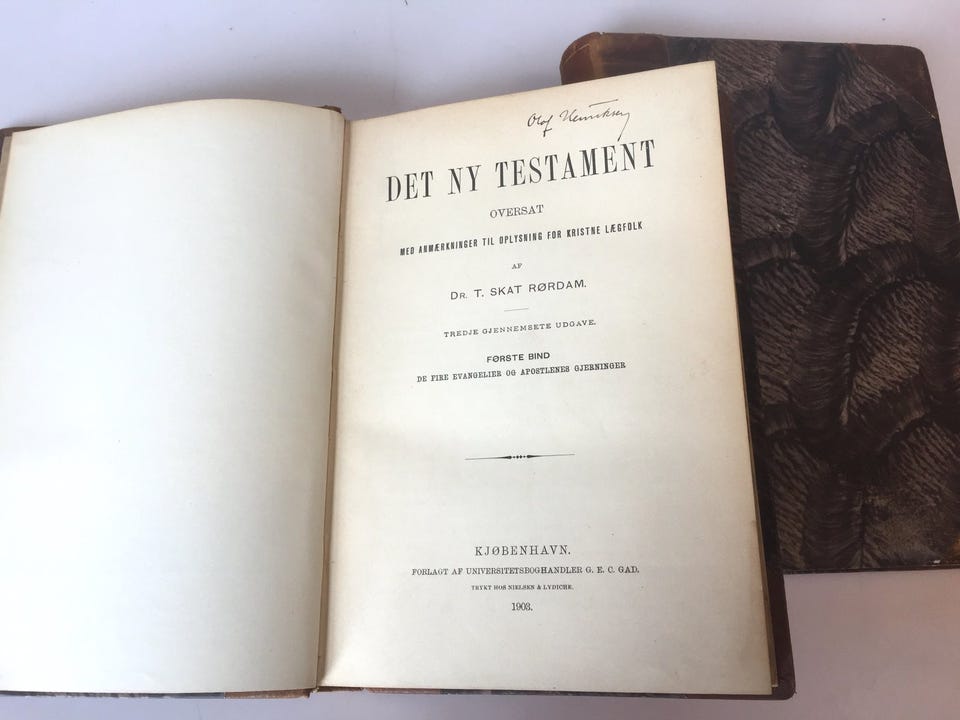 Olof Henriksen
DET NY TESTAMENT
OVERSAT
MED ANMÆRKNINGER TIL OPLYSNING FOR KRISTNE LÆGFOLK
AF
DR. T. SKAT RØRDAM.
TREDJE GJENNEMSETE UDGAVE.
FØRSTE BIND
DE FIRE EVANGELIER OG APOSTLENES GJERNINGER
KJØBENHAVN.
FORLAGT AF UNIVERSITETSBOGHANDLER G. E. C. GAD.
TRYKT HOS NIELSEN & LYDICHE.
1903.